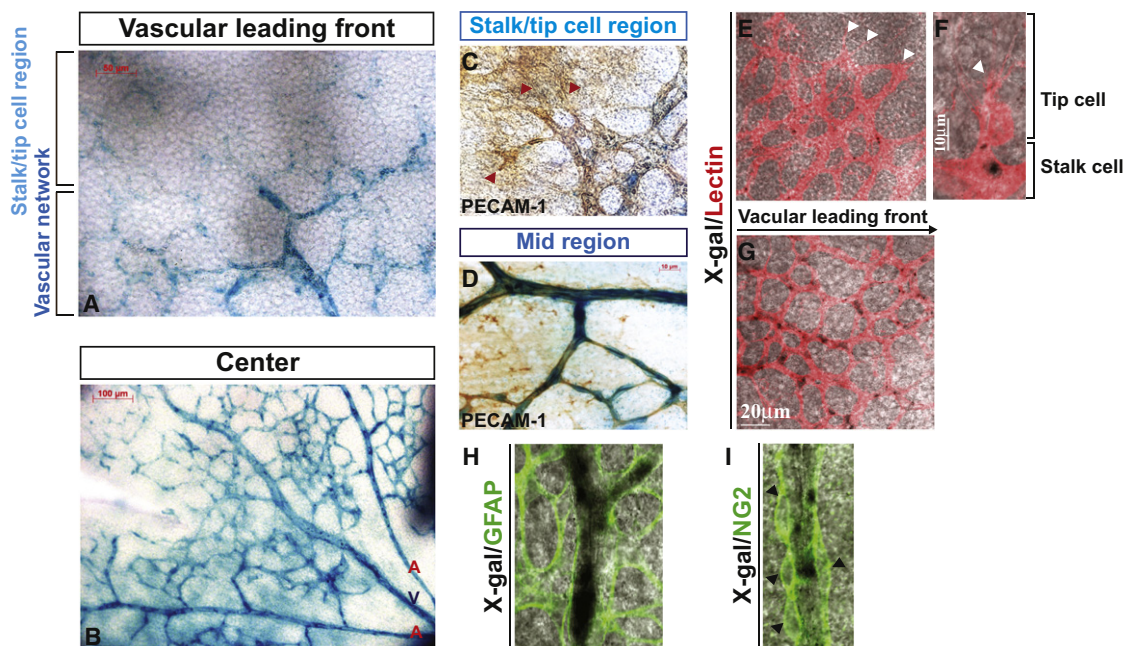 Vascular leading front
Stalk/tip cell region
Vascular network
50 µm
A
Center
100 µm
A
V
A
B
Stalk/tip cell region
C
PECAM-1
Mid region
D
10 µm
PECAM-1
X-gal/Lectin
E
F
10µm
Tip cell
Stalk cell
Vacular leading front
G
20µm
H
X-gal/GFAP
I
X-gal/NG2